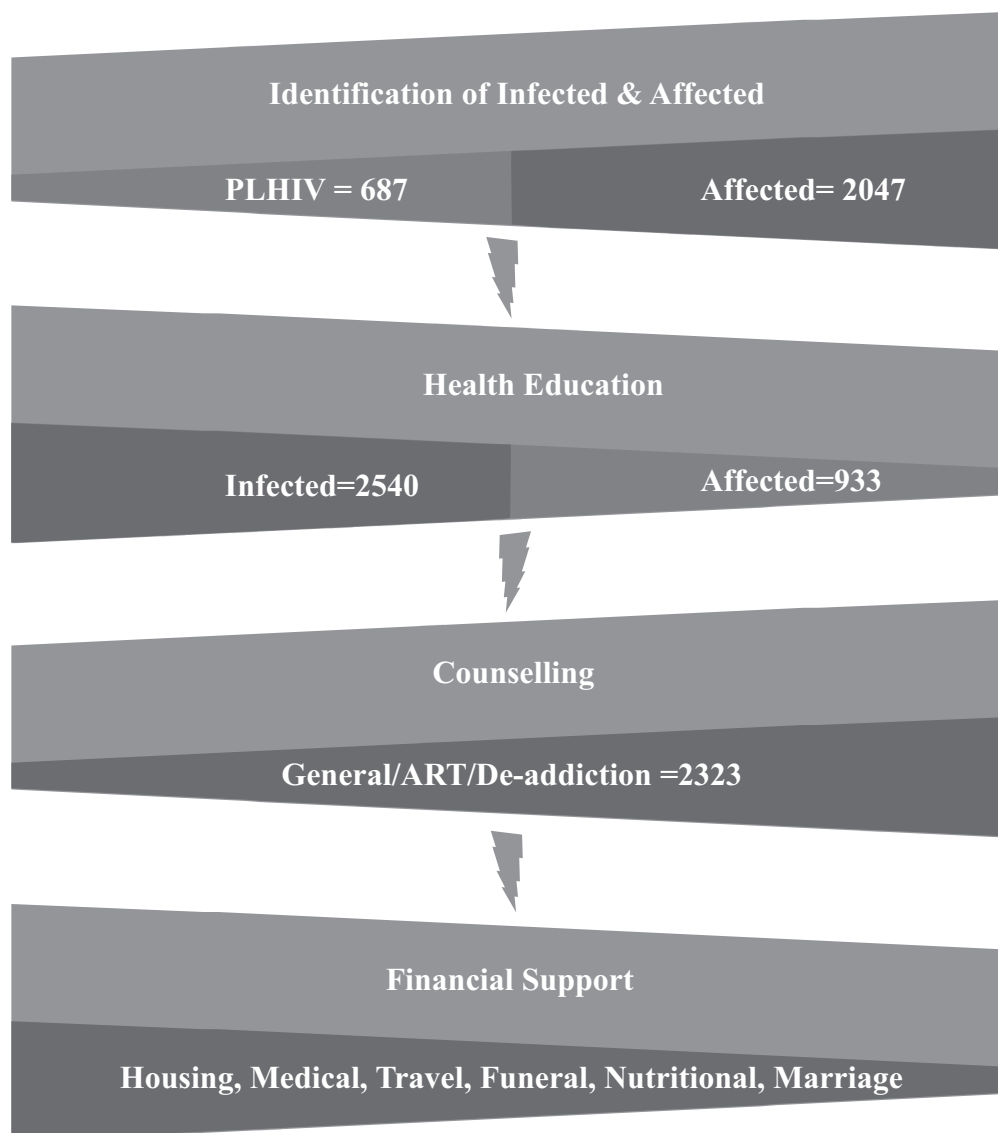 Identification of Infected & Affected
PLHIV = 687
Affected= 2047
Health Education
Infected=2540
Affected=933
Counselling
General/ART/De-addiction =2323
Financial Support
Housing, Medical, Travel, Funeral, Nutritional, Marriage